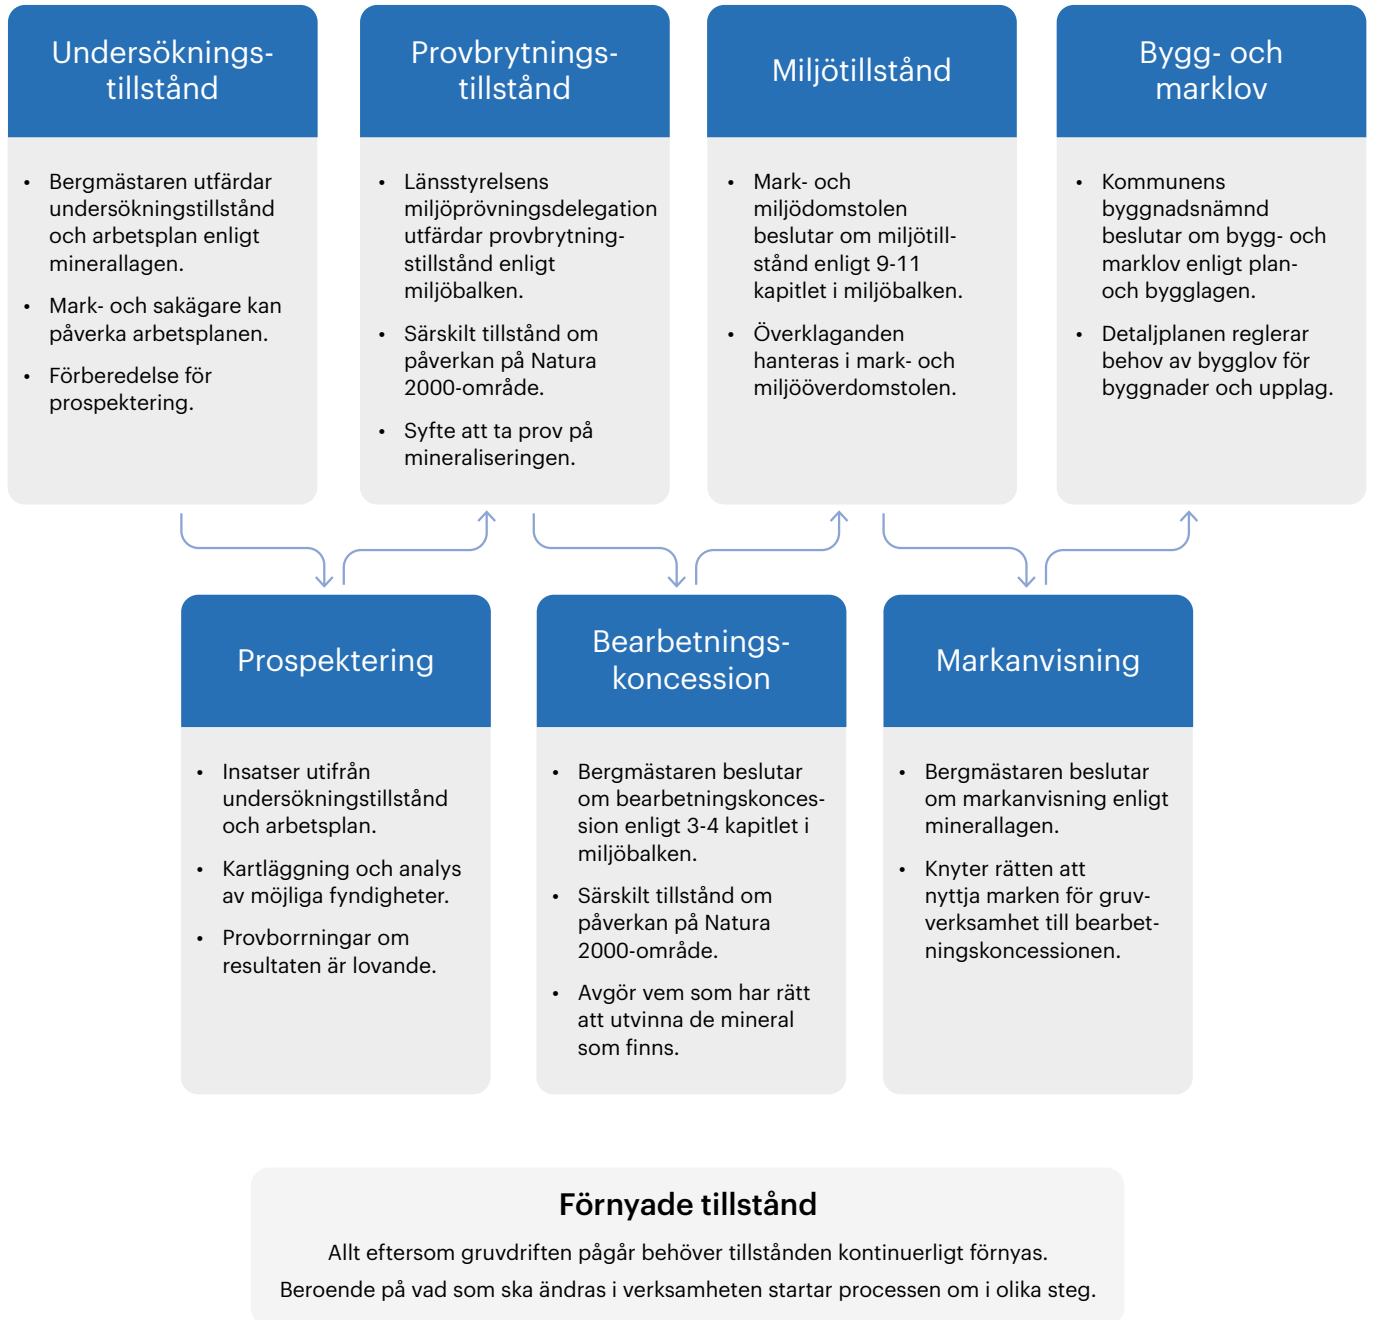 Undersöknings-
tillstånd
Bergmästaren utfärdar
undersökningstillstånd
och arbetsplan enligt
minerallagen.
Mark- och sakägare kan
påverka arbetsplanen.
Förberedelse för
prospektering.
Provbrytnings-
tillstånd
Länsstyrelsens
miljöprövningsdelegation
utfärdar provbrytning-
stillstånd enligt
miljöbalken.
Särskilt tillstånd om
påverkan på Natura
2000-område.
Syfte att ta prov på
mineraliseringen.
Miljötillstånd
Mark- och
miljödomstolen
beslutar om miljötill-
stånd enligt 9-11
kapitlet i miljöbalken.
Överklaganden
hanteras i mark- och
miljööverdomstolen.
Bygg- och
marklov
Kommunens
byggnadsnämnd
beslutar om bygg- och
marklov enligt plan-
och bygglagen.
Detaljplanen reglerar
behov av bygglov för
byggnader och upplag.
Prospektering
Insatser utifrån
undersökningstillstånd
och arbetsplan.
Kartläggning och analys
av möjliga fyndigheter.
Provborrningar om
resultaten är lovande.
Bearbetnings-
koncession
Bergmästaren beslutar
om bearbetningskonces-
sion enligt 3-4 kapitlet i
miljöbalken.
Särskilt tillstånd om
påverkan på Natura
2000-område.
Avgör vem som har rätt
att utvinna de mineral
som finns.
Markanvisning
Bergmästaren beslutar
om markanvisning enligt
minerallagen.
Knyter rätten att
nyttja marken för gruv-
verksamhet till bearbet-
ningskoncessionen.
Förnyade tillstånd
Allt eftersom gruvdriften pågår behöver tillstånden kontinuerligt förnyas.
Beroende på vad som ska ändras i verksamheten startar processen om i olika steg.